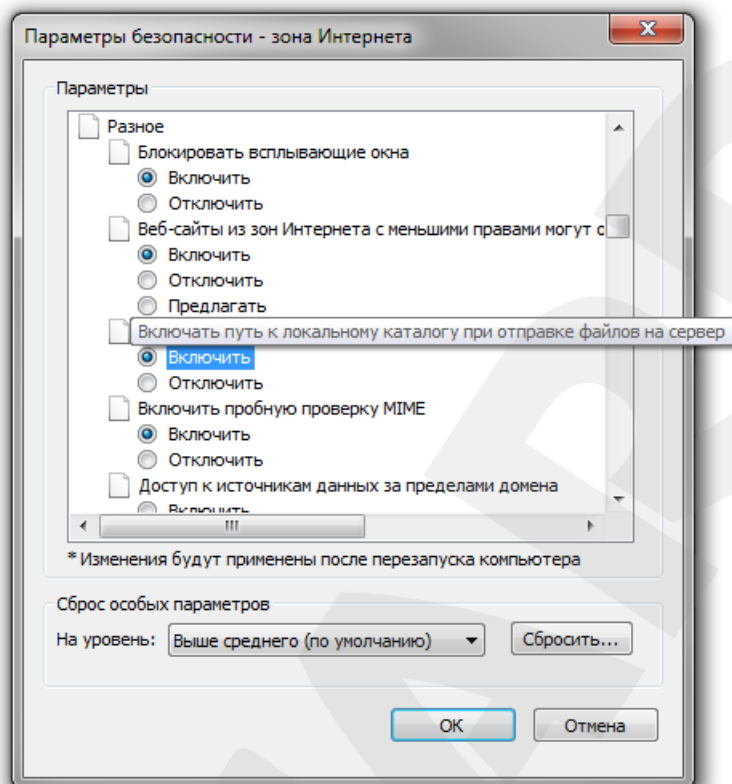 Параметры безопасности - зона Интернета
Параметры
Разное
Блокировать всплывающие окна
Включить
Отключить
Веб-сайты из зон Интернета с меньшими правами могут
Включить
Отключить
Предлагать
Включать путь к локальному каталогу при отправке файлов на сервер
Включить
Отключить
Включить пробную проверку MIME
Включить
Отключить
Доступ к источникам данных за пределами домена
Включить
* Изменения будут применены после перезапуска компьютера
Сброс особых параметров
На уровень: Выше среднего (по умолчанию) Сбросить...
ОК Отмена